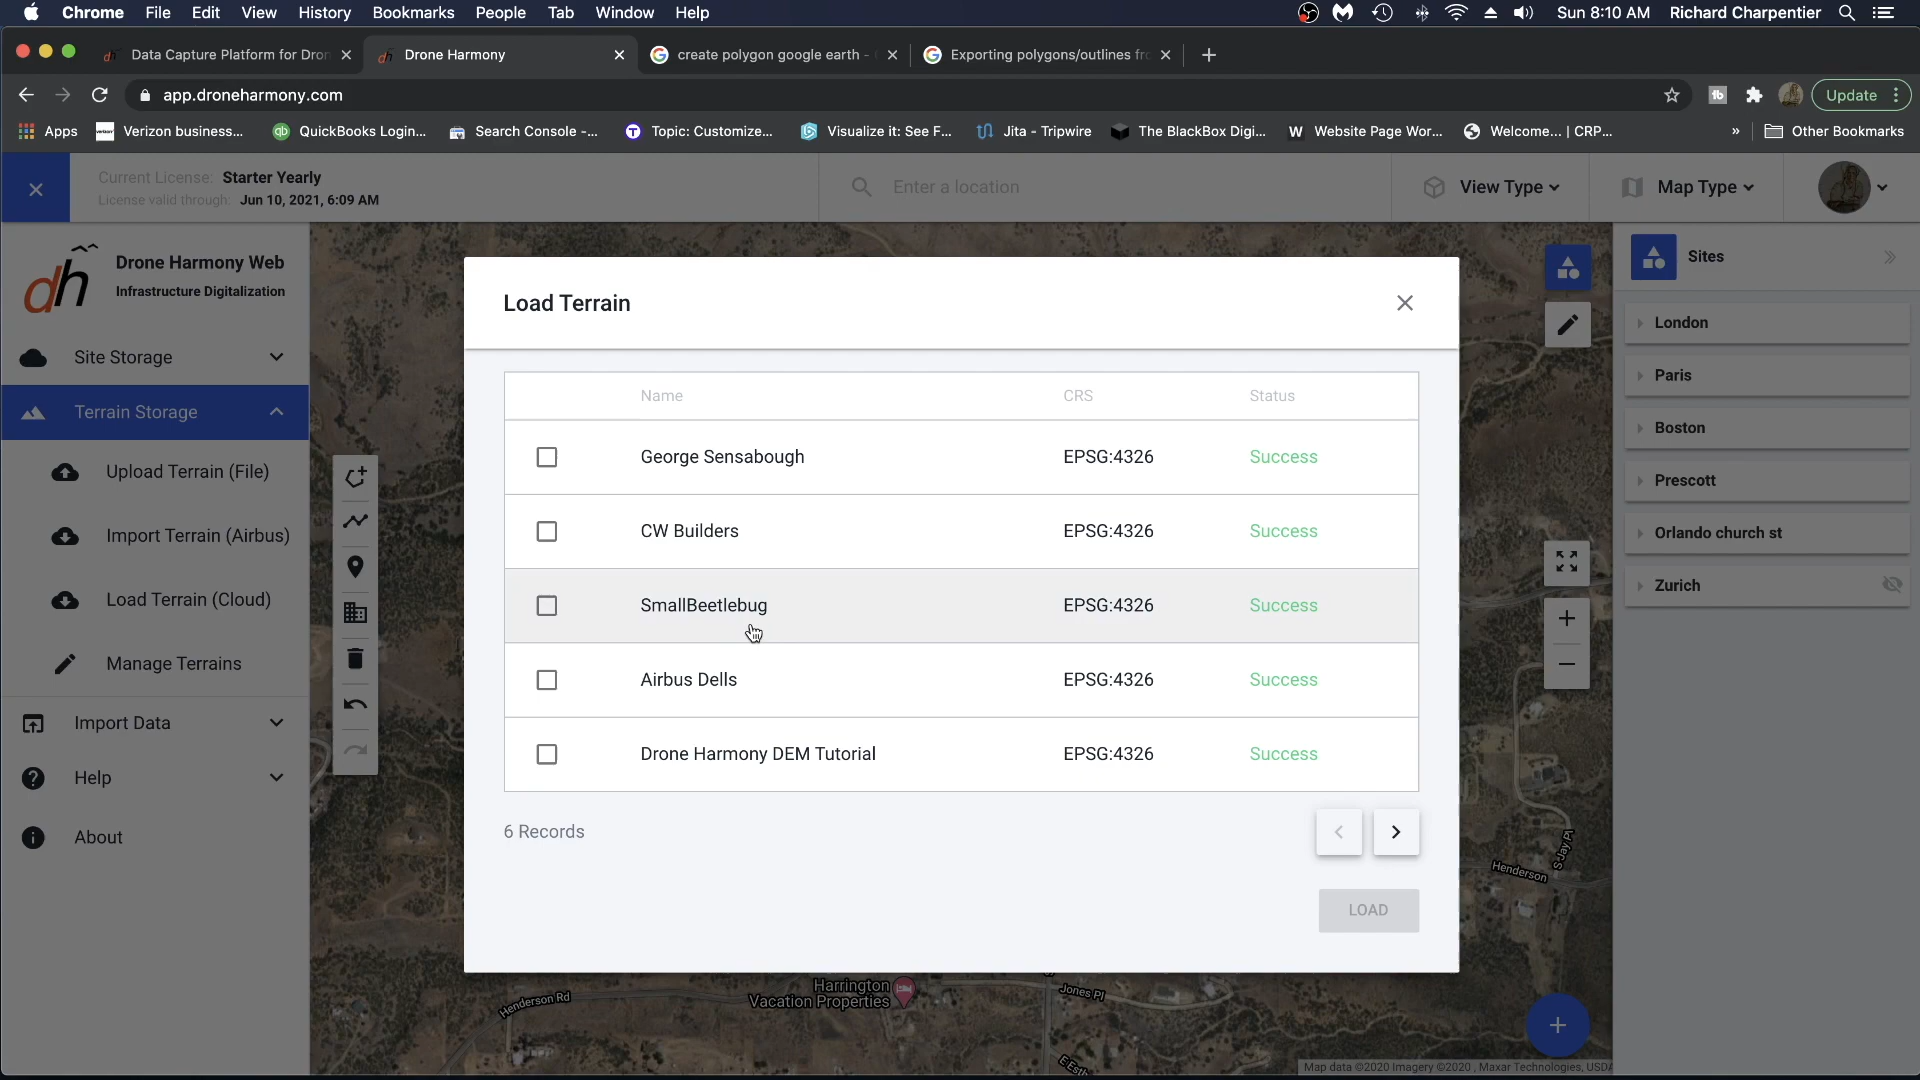 Chrome File Edit View History Bookmarks People Tab Window Help
Sun 8:10 AM Richard Charpentier
Data Capture Platform for Dron
Drone Harmony
create polygon google earth -
Exporting polygons/outlines fro
app.droneharmony.com
Update
Apps
Verizon business...
QuickBooks Login...
Search Console -...
Topic: Customize...
Visualize it: See F...
Jita - Tripwire
The BlackBox Digi...
Website Page Wor...
Welcome... | CRP...
»
Other Bookmarks
Current License: Starter Yearly
License valid through: Jun 10, 2021, 6:09 AM
Enter a location
View Type
Map Type
dh
Drone Harmony Web
Infrastructure Digitalization
Site Storage
Terrain Storage
Upload Terrain (File)
Import Terrain (Airbus)
Load Terrain (Cloud)
Manage Terrains
Import Data
Help
About
Load Terrain
Name CRS Status
George Sensabough EPSG:4326 Success
CW Builders EPSG:4326 Success
SmallBeetlebug EPSG:4326 Success
Airbus Dells EPSG:4326 Success
Drone Harmony DEM Tutorial EPSG:4326 Success
6 Records
LOAD
Sites
London
Paris
Boston
Prescott
Orlando church st
Zurich
S Jay Pl
Henderson
Harrington
Vacation Properties
Henderson Rd
Jones Pl
E Esth
Map data ©2020 Imagery ©2020 , Maxar Technologies, USDA